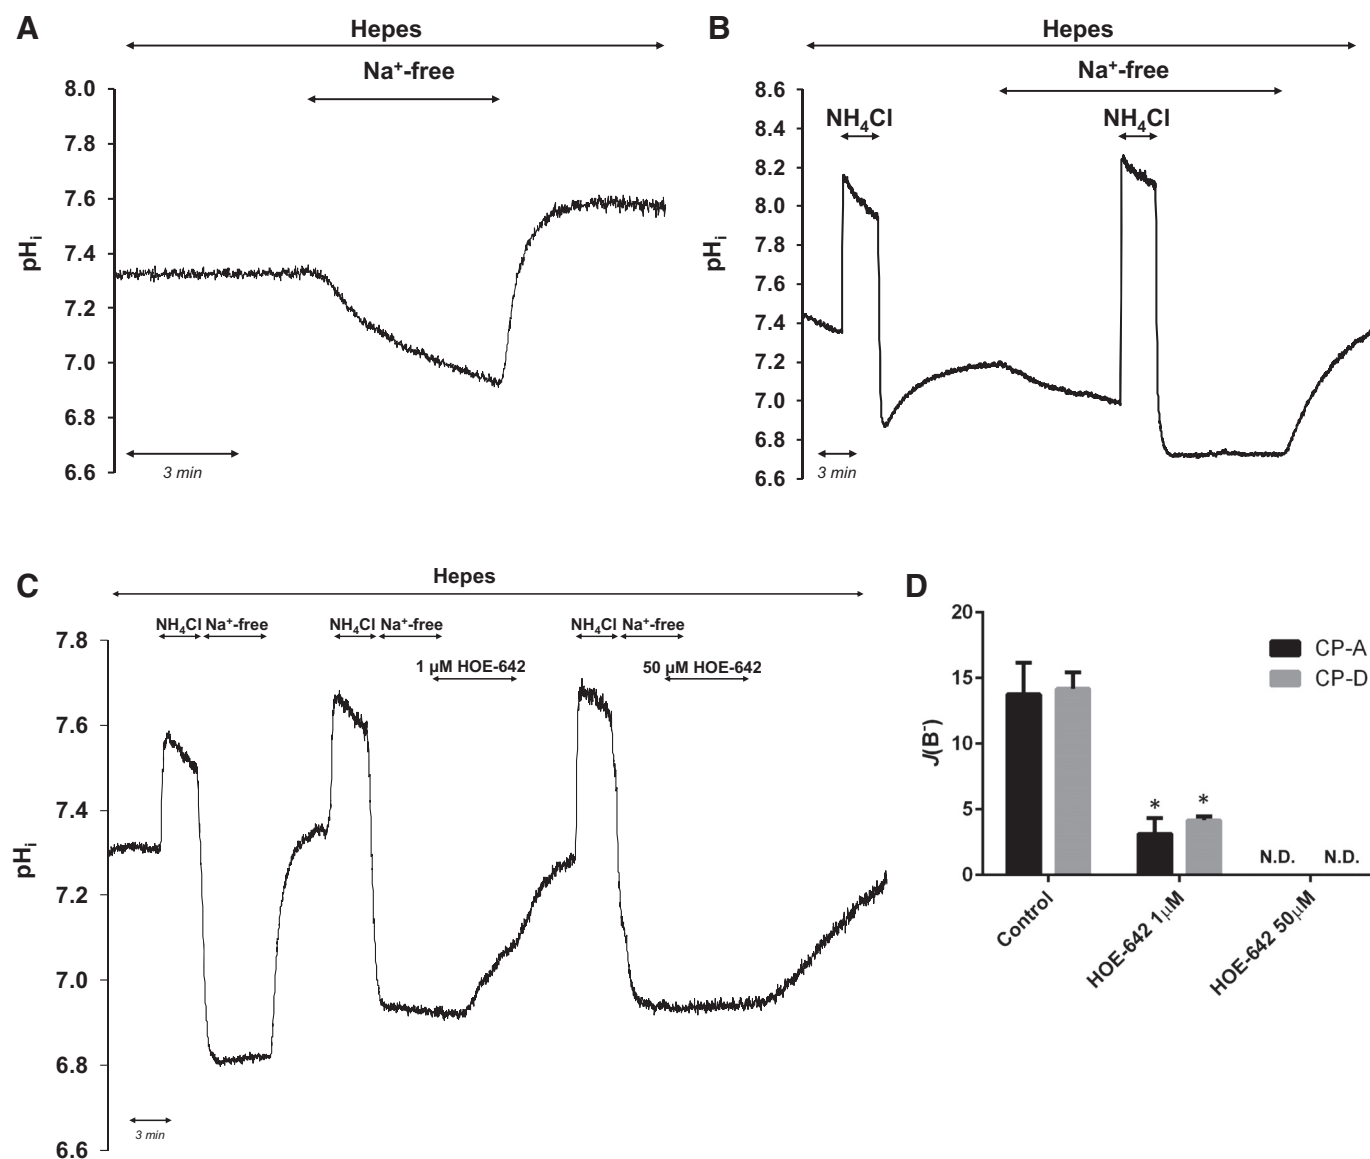 A
Hepes
Na⁺-free
8.0
7.8
7.6
7.4
7.2
7.0
6.8
6.6
pHᵢ
3 min
B
Hepes
Na⁺-free
NH₄Cl
NH₄Cl
8.6
8.4
8.2
8.0
7.8
7.6
7.4
7.2
7.0
6.8
6.6
pHᵢ
3 min
C
Hepes
NH₄Cl Na⁺-free
NH₄Cl Na⁺-free
NH₄Cl Na⁺-free
1 µM HOE-642
50 µM HOE-642
7.8
7.6
7.4
7.2
7.0
6.8
6.6
pHᵢ
3 min
D
20
15
10
5
0
J(B⁻)
CP-A
CP-D
*
*
N.D.
N.D.
Control
HOE-642 1µM
HOE-642 50µM